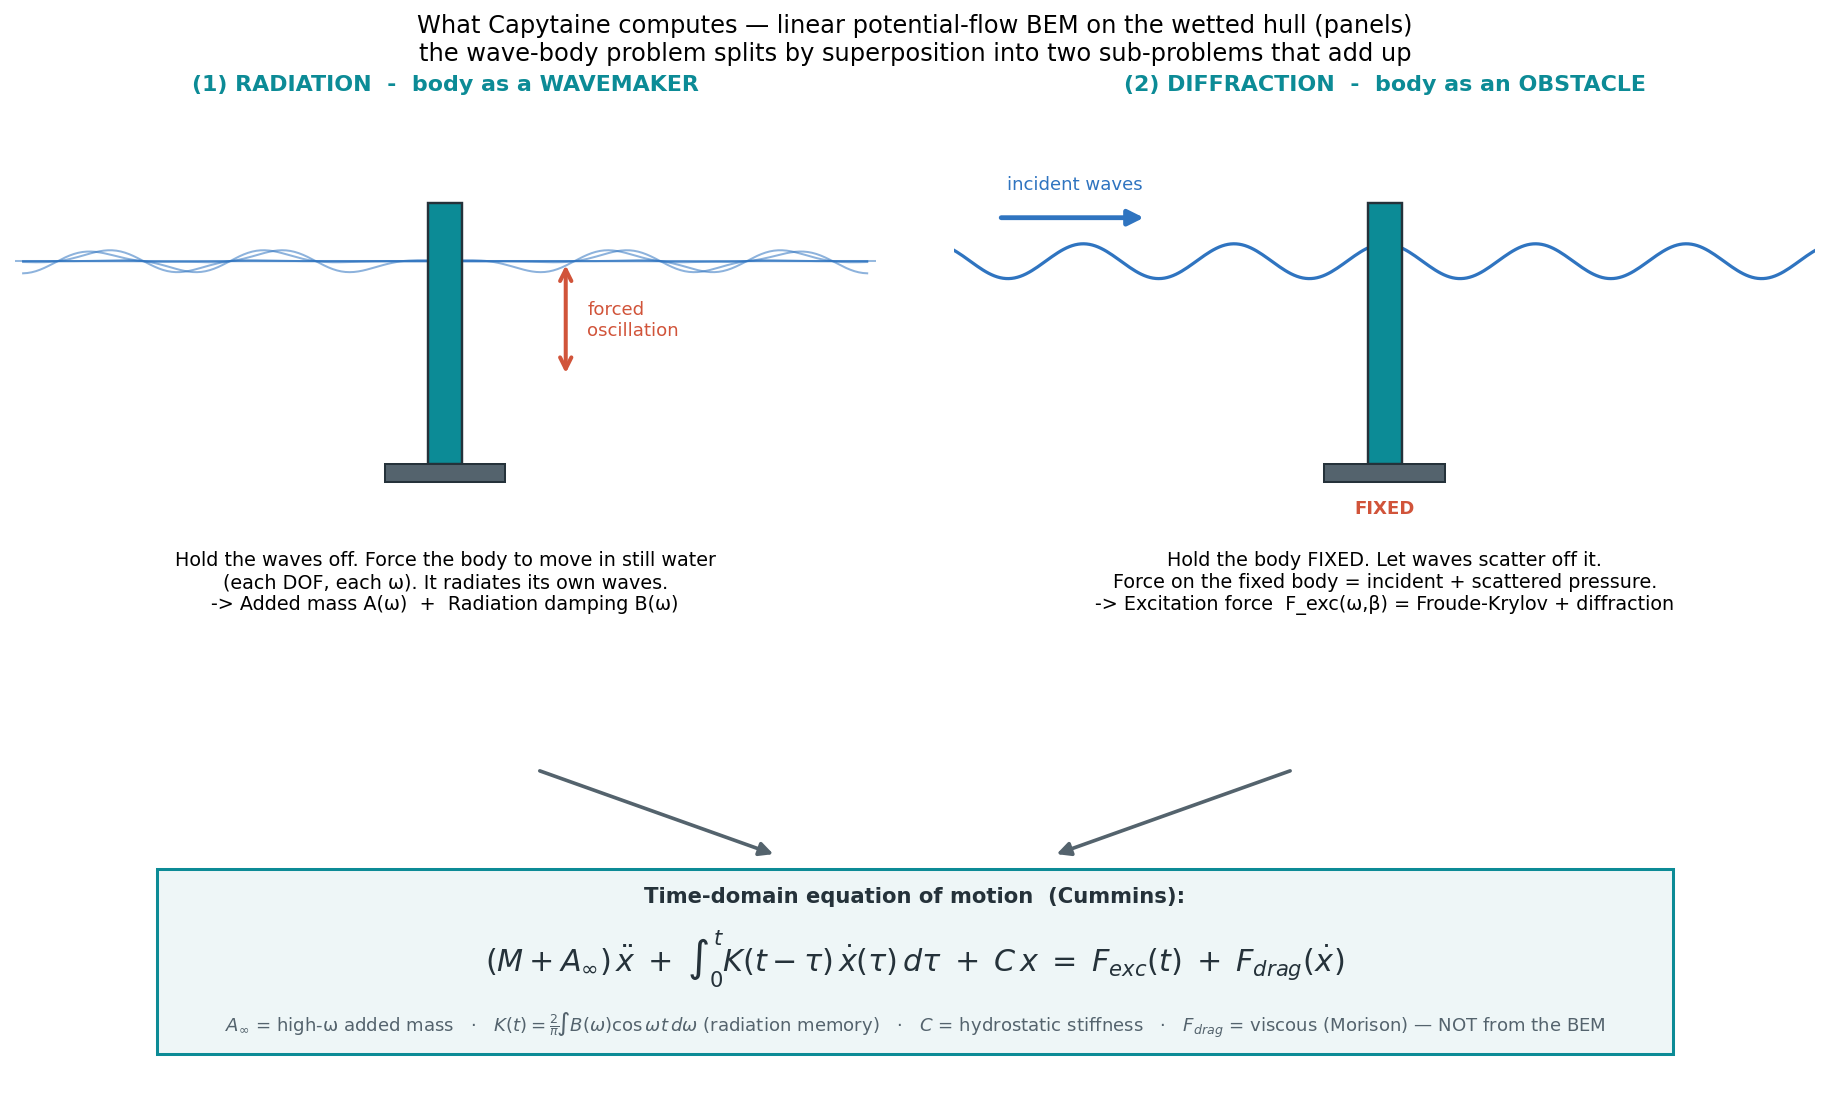 What Capytaine computes — linear potential-flow BEM on the wetted hull (panels)
the wave-body problem splits by superposition into two sub-problems that add up
(1) RADIATION  -  body as a WAVEMAKER
forced
oscillation
Hold the waves off. Force the body to move in still water
(each DOF, each ω). It radiates its own waves.
-> Added mass A(ω)  +  Radiation damping B(ω)
(2) DIFFRACTION  -  body as an OBSTACLE
incident waves
FIXED
Hold the body FIXED. Let waves scatter off it.
Force on the fixed body = incident + scattered pressure.
-> Excitation force  F_exc(ω,β) = Froude-Krylov + diffraction
Time-domain equation of motion  (Cummins):
(M + A∞) ẍ + ∫₀ᵗ K(t − τ) ẋ(τ) dτ + C x = F_exc(t) + F_drag(ẋ)
A∞ = high-ω added mass   ·   K(t) = 2/π ∫ B(ω) cos ωt dω (radiation memory)   ·   C = hydrostatic stiffness   ·   F_drag = viscous (Morison) — NOT from the BEM